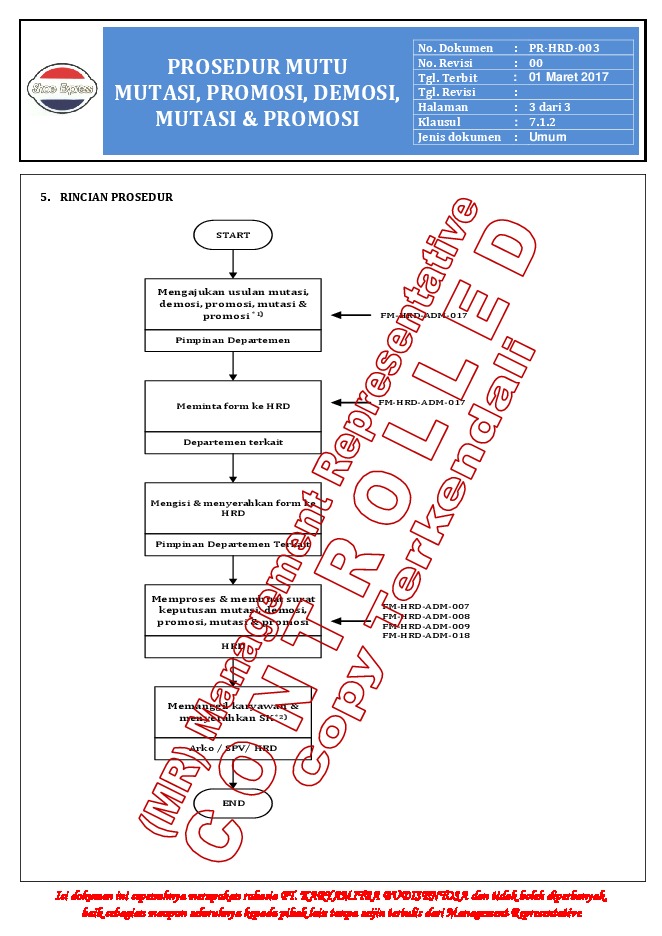 Skao Express
PROSEDUR MUTU
MUTASI, PROMOSI, DEMOSI,
MUTASI & PROMOSI
No. Dokumen : PR-HRD-003
No. Revisi : 00
Tgl. Terbit : 01 Maret 2017
Tgl. Revisi :
Halaman : 3 dari 3
Klausul : 7.1.2
Jenis dokumen : Umum
5. RINCIAN PROSEDUR
START
Mengajukan usulan mutasi,
demosi, promosi, mutasi &
promosi *1)
FM-HRD-ADM-017
Pimpinan Departemen
Meminta form ke HRD
FM-HRD-ADM-017
Departemen terkait
Mengisi & menyerahkan form ke
HRD
Pimpinan Departemen Terkait
Memproses & membuat surat
keputusan mutasi, demosi,
promosi, mutasi & promosi
FM-HRD-ADM-007
FM-HRD-ADM-008
FM-HRD-ADM-009
FM-HRD-ADM-018
HRD
Memanggil karyawan &
menyerahkan SK*2)
Arko / SPV/ HRD
END
(MR) Management Representative
CONTROLLED
Copy Terkendali
Isi dokumen ini sepenuhnya merupakan rahasia PT. KARYAMITRA BUDISENTOSA dan tidak boleh diperbanyak,
baik sebagian maupun seluruhnya kepada pihak lain tanpa seijin tertulis dari Management Representative